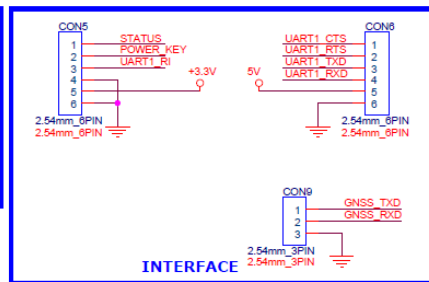 CON5
1 STATUS
2 POWER_KEY
3 UART1_RI
4
5 +3.3V
6
2.54mm_6PIN
2.54mm_6PIN
CON6
UART1_CTS 1
UART1_RTS 2
UART1_TXD 3
UART1_RXD 4
5V 5
6
2.54mm_6PIN
2.54mm_6PIN
CON9
1 GNSS_TXD
2 GNSS_RXD
3
2.54mm_3PIN
2.54mm_3PIN
INTERFACE